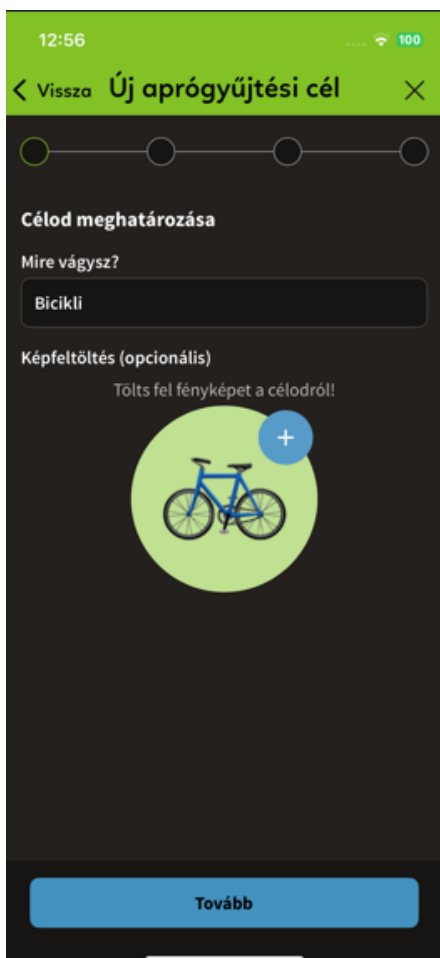 12:56
100
Vissza Új aprógyűjtési cél
Célod meghatározása
Mire vágysz?
Bicikli
Képfeltöltés (opcionális)
Tölts fel fényképet a célodról!
+
Tovább